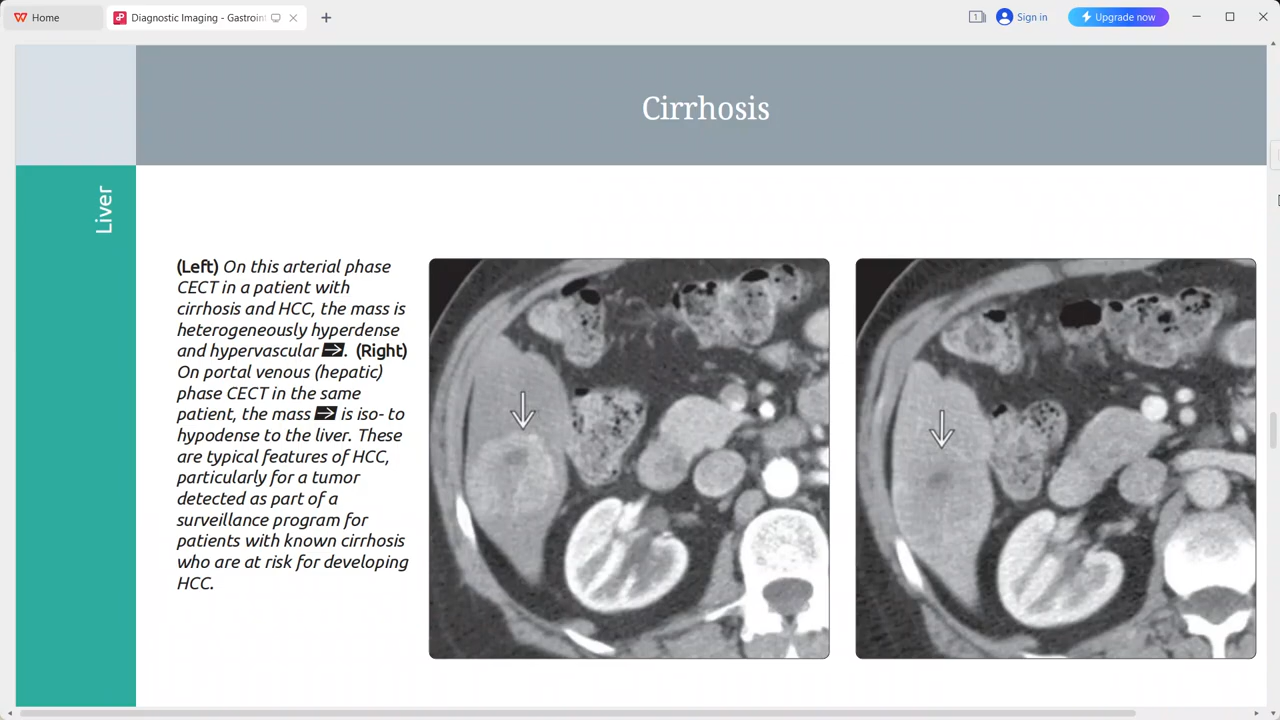 Home
Diagnostic Imaging - Gastroint
1
Sign in
Upgrade now
Cirrhosis
Liver
(Left) On this arterial phase
CECT in a patient with
cirrhosis and HCC, the mass is
heterogeneously hyperdense
and hypervascular ➡. (Right)
On portal venous (hepatic)
phase CECT in the same
patient, the mass ➡ is iso- to
hypodense to the liver. These
are typical features of HCC,
particularly for a tumor
detected as part of a
surveillance program for
patients with known cirrhosis
who are at risk for developing
HCC.